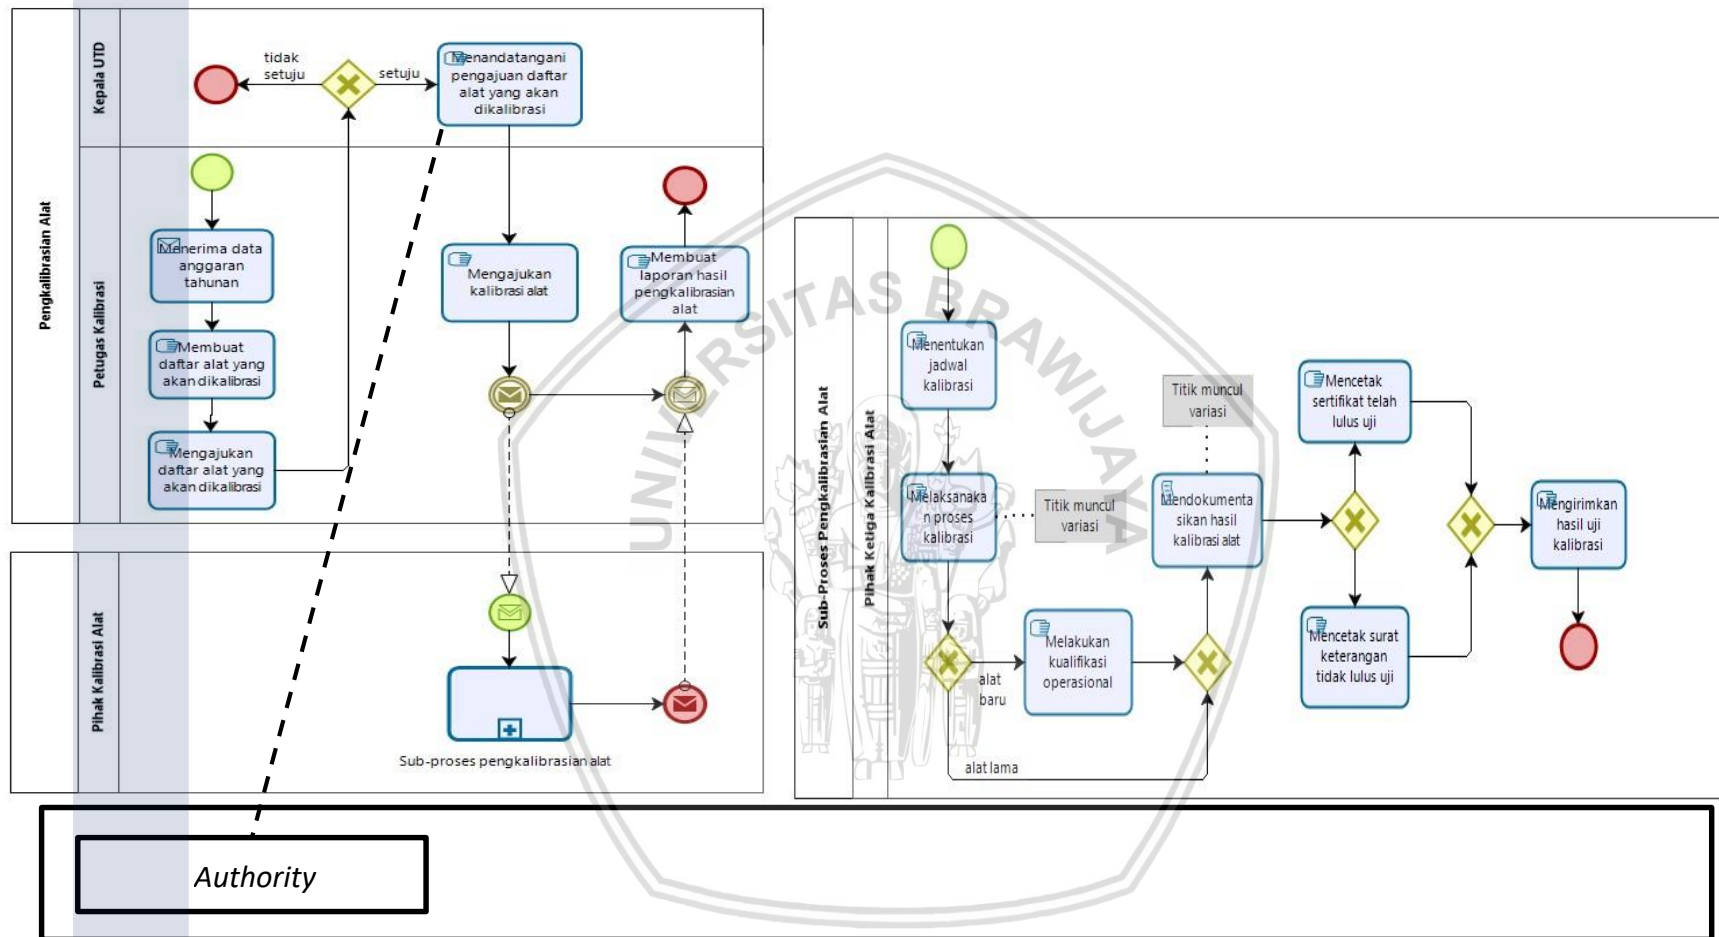 Pengkalibrasian Alat
Kepala UTD
tidak
setuju
setuju
Menandatangani
pengajuan daftar
alat yang akan
dikalibrasi
Petugas Kalibrasi
Menerima data
anggaran
tahunan
Membuat
daftar alat yang
akan dikalibrasi
Mengajukan
daftar alat yang
akan dikalibrasi
Mengajukan
kalibrasi alat
Membuat
laporan hasil
pengkalibrasian
alat
Pihak Kalibrasi Alat
Sub-proses pengkalibrasian alat
Sub-Proses Pengkalibrasian Alat
Pihak Ketiga Kalibrasi Alat
Menentukan
jadwal
kalibrasi
Melaksanaka
n proses
kalibrasi
Titik muncul
variasi
alat
baru
alat lama
Melakukan
kualifikasi
operasional
Titik muncul
variasi
Mendokumenta
sikan hasil
kalibrasi alat
Mencetak
sertifikat telah
lulus uji
Mencetak surat
keterangan
tidak lulus uji
Mengirimkan
hasil uji
kalibrasi
Authority
UNIVERSITAS BRAWIJAYA